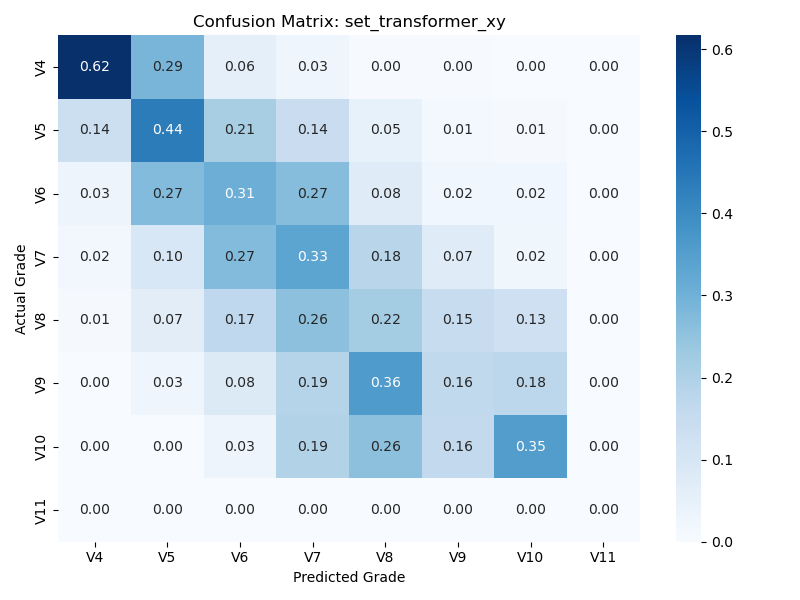 Confusion Matrix: set_transformer_xy
Actual Grade
V4 0.62 0.29 0.06 0.03 0.00 0.00 0.00 0.00
V5 0.14 0.44 0.21 0.14 0.05 0.01 0.01 0.00
V6 0.03 0.27 0.31 0.27 0.08 0.02 0.02 0.00
V7 0.02 0.10 0.27 0.33 0.18 0.07 0.02 0.00
V8 0.01 0.07 0.17 0.26 0.22 0.15 0.13 0.00
V9 0.00 0.03 0.08 0.19 0.36 0.16 0.18 0.00
V10 0.00 0.00 0.03 0.19 0.26 0.16 0.35 0.00
V11 0.00 0.00 0.00 0.00 0.00 0.00 0.00 0.00
V4 V5 V6 V7 V8 V9 V10 V11
Predicted Grade
0.6
0.5
0.4
0.3
0.2
0.1
0.0